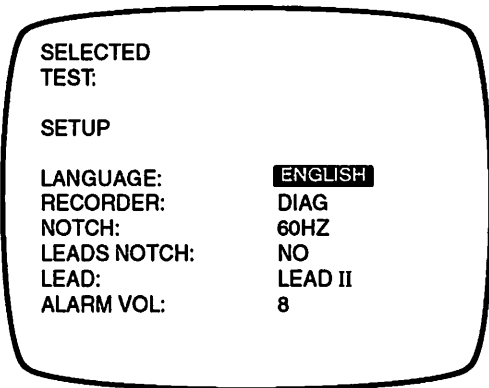 SELECTED
TEST:
SETUP
LANGUAGE: ENGLISH
RECORDER: DIAG
NOTCH: 60HZ
LEADS NOTCH: NO
LEAD: LEAD II
ALARM VOL: 8